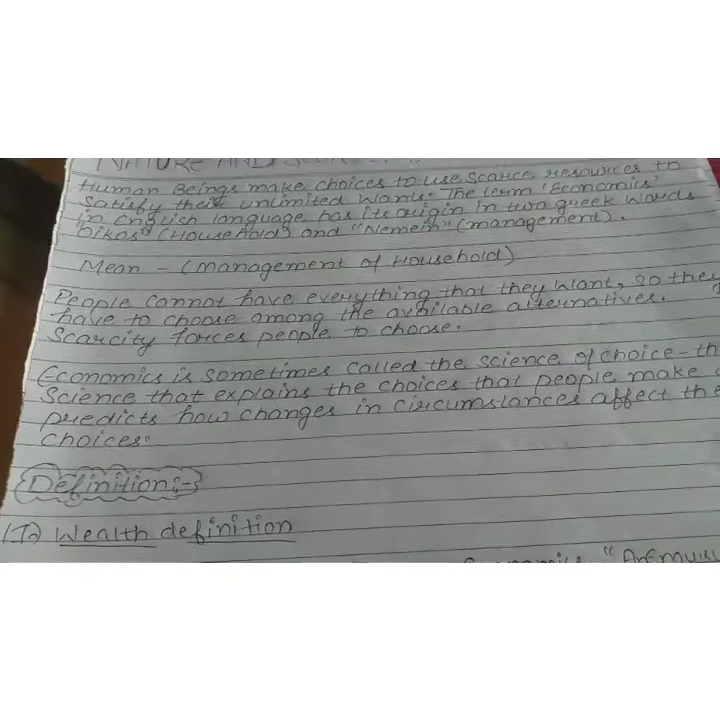 NATURE AND
Human Beings make choices to use scarce resources to
Satisfy their unlimited wants. The term 'Economics'
in English language has its origin in two greek words
"Oikos" (Household) and "Nemein" (management).
Mean - (management of Household)
People cannot have everything that they want, so they
have to choose among the available alternatives.
Scarcity forces people to choose.
Economics is sometimes called the science of choice - th
Science that explains the choices that people make
predicts how changes in circumstances affect the
choices.
Definition:-
(I) Wealth definition